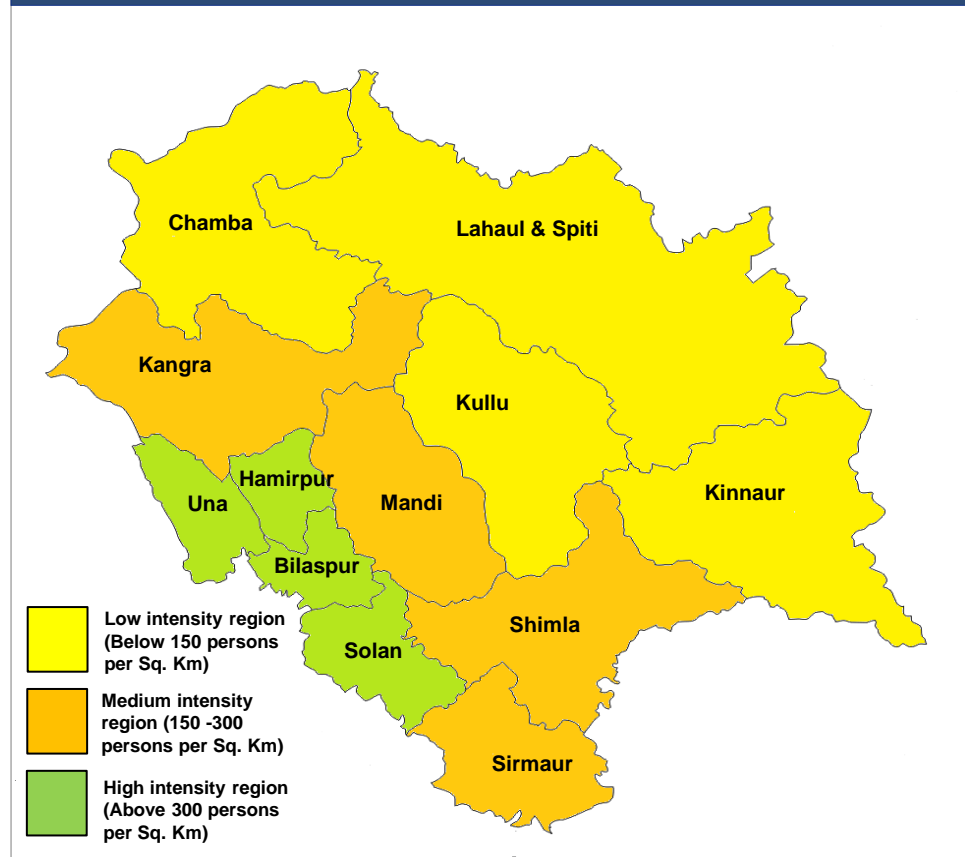 Chamba
Lahaul & Spiti
Kangra
Kullu
Hamirpur
Una
Mandi
Kinnaur
Bilaspur
Shimla
Solan
Sirmaur
Low intensity region
(Below 150 persons
per Sq. Km)
Medium intensity
region (150 -300
persons per Sq. Km)
High intensity region
(Above 300 persons
per Sq. Km)